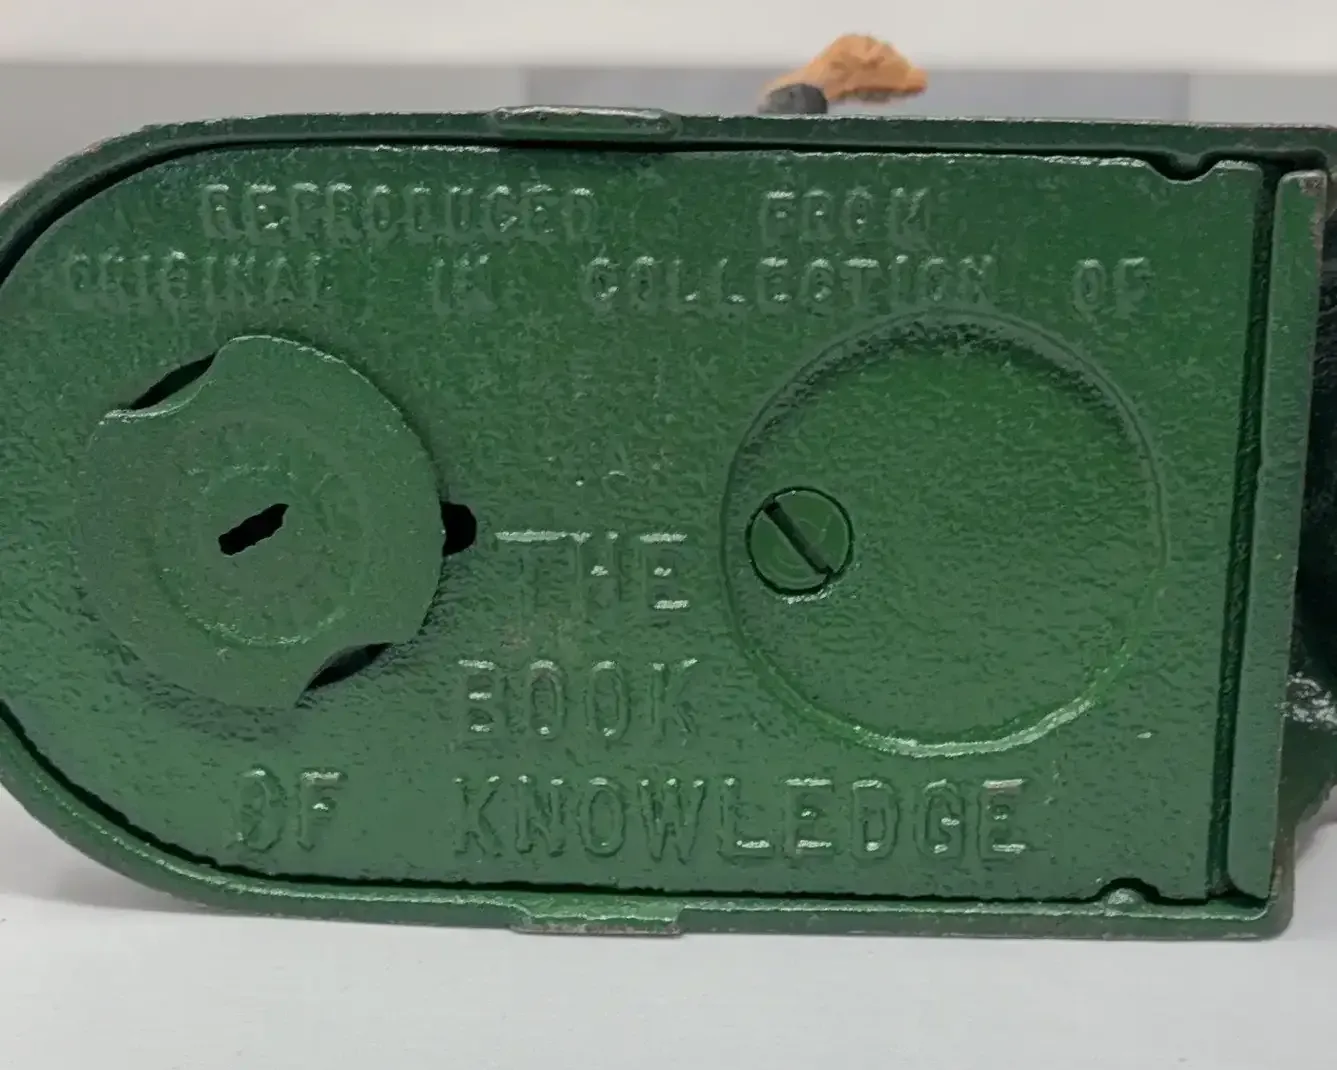 REPRODUCED FROM
ORIGINAL IN COLLECTION OF
THE
BOOK
OF KNOWLEDGE